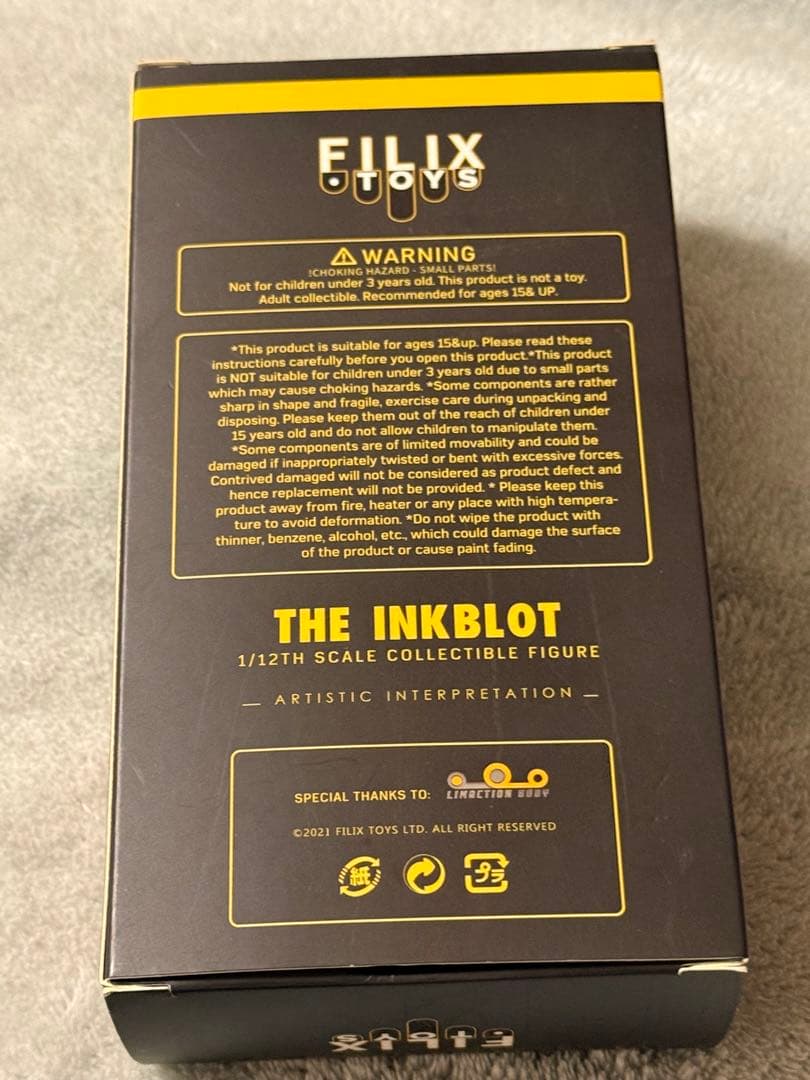 FILIX
TOYS
WARNING
!CHOKING HAZARD - SMALL PARTS!
Not for children under 3 years old. This product is not a toy.
Adult collectible. Recommended for ages 15& UP.
*This product is suitable for ages 15&up. Please read these
instructions carefully before you open this product.*This product
is NOT suitable for children under 3 years old due to small parts
which may cause choking hazards. *Some components are rather
sharp in shape and fragile, exercise care during unpacking and
disposing. Please keep them out of the reach of children under
15 years old and do not allow children to manipulate them.
*Some components are of limited movability and could be
damaged if inappropriately twisted or bent with excessive forces.
Contrived damaged will not be considered as product defect and
hence replacement will not be provided. * Please keep this
product away from fire, heater or any place with high tempera-
ture to avoid deformation. *Do not wipe the product with
thinner, benzene, alcohol, etc., which could damage the surface
of the product or cause paint fading.
THE INKBLOT
1/12TH SCALE COLLECTIBLE FIGURE
— ARTISTIC INTERPRETATION —
SPECIAL THANKS TO: LIMACTION BODY
©2021 FILIX TOYS LTD. ALL RIGHT RESERVED
紙 プラ
FILIX
TOYS